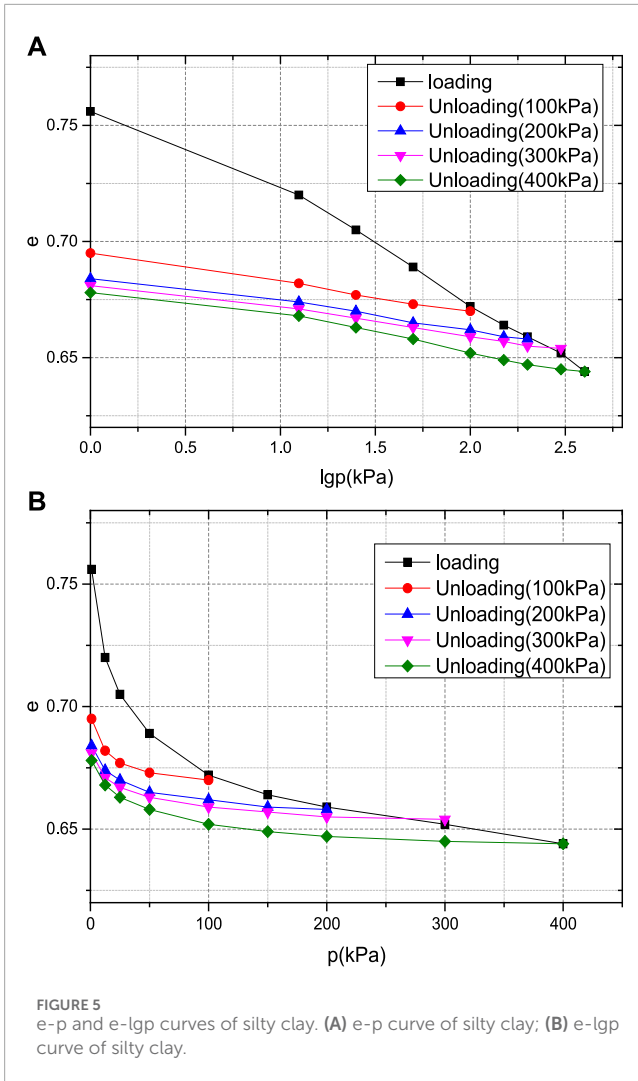 A
loading
Unloading(100kPa)
Unloading(200kPa)
Unloading(300kPa)
Unloading(400kPa)
0.75
0.70
0.65
e
0.0 0.5 1.0 1.5 2.0 2.5
lgp(kPa)
B
loading
Unloading(100kPa)
Unloading(200kPa)
Unloading(300kPa)
Unloading(400kPa)
0.75
0.70
0.65
e
0 100 200 300 400
p(kPa)
FIGURE 5
e-p and e-lgp curves of silty clay. (A) e-p curve of silty clay; (B) e-lgp
curve of silty clay.